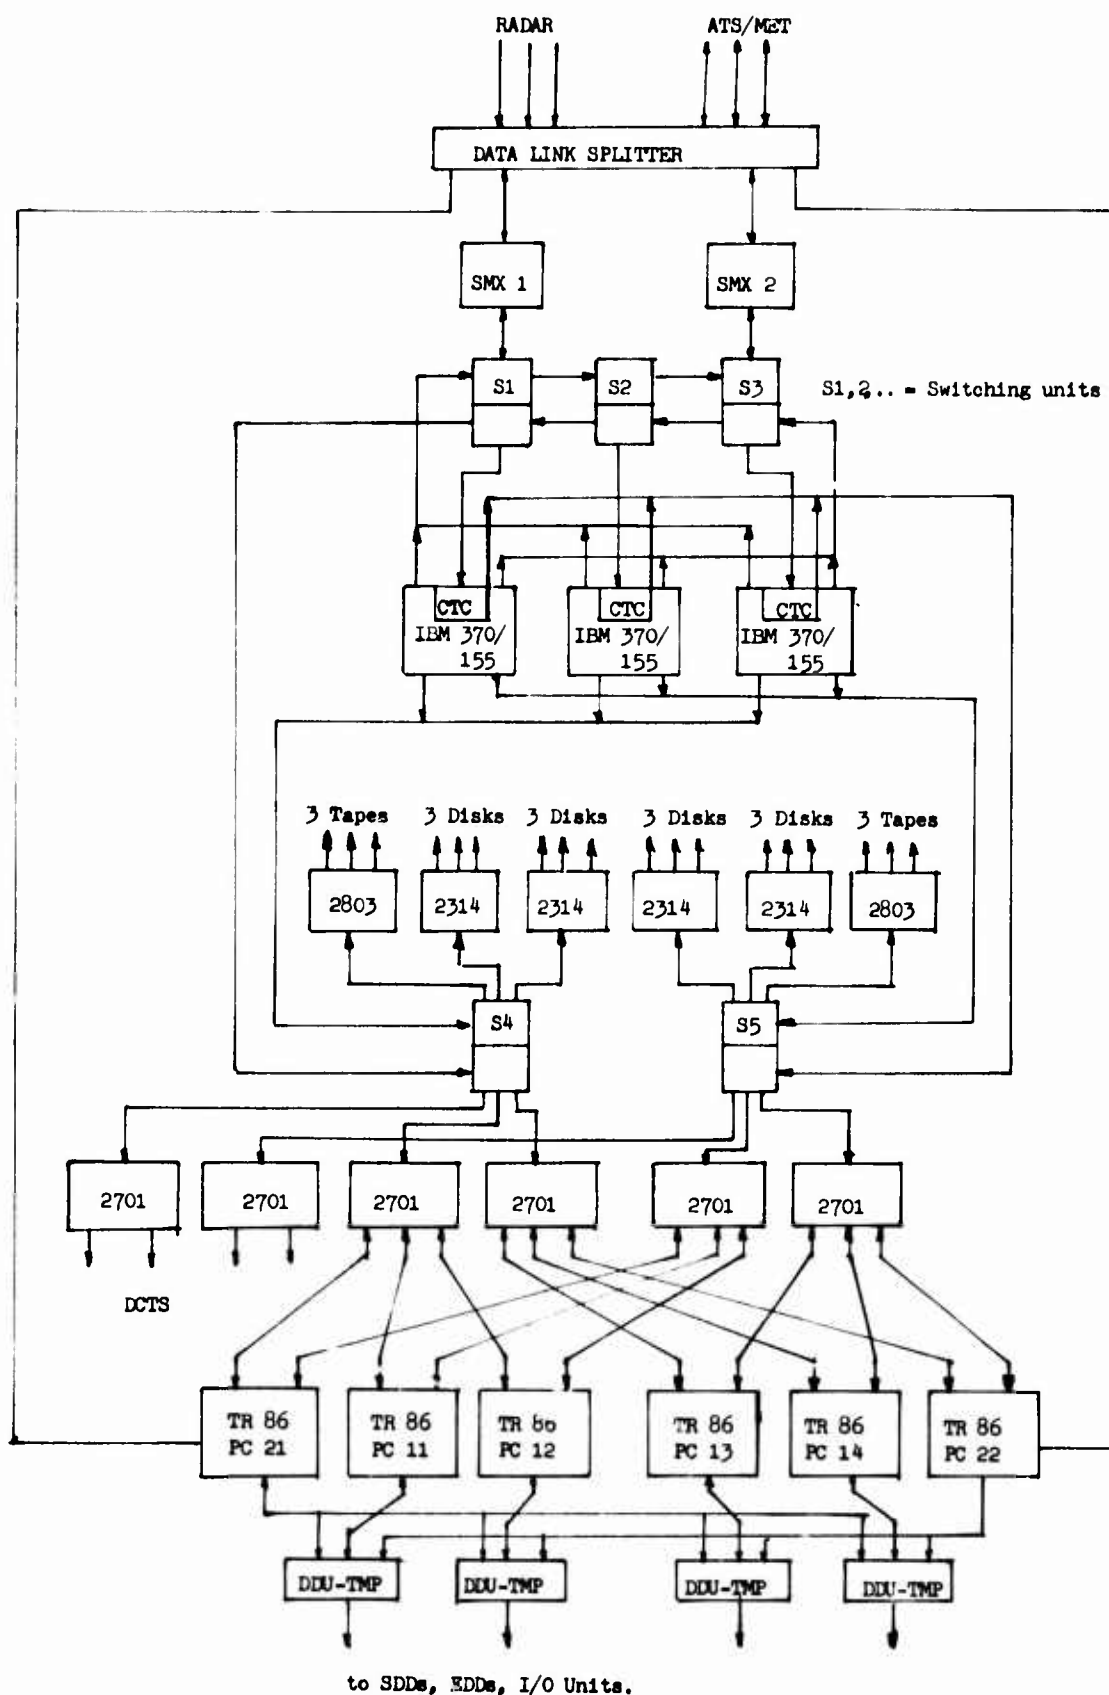 RADAR ATS/MET
DATA LINK SPLITTER
SMX 1 SMX 2
S1 S2 S3 S1,2.. = Switching units
CTC CTC CTC
IBM 370/ IBM 370/ IBM 370/
155 155 155
3 Tapes 3 Disks 3 Disks 3 Disks 3 Disks 3 Tapes
2803 2314 2314 2314 2314 2803
S4 S5
2701 2701 2701 2701 2701 2701
DCTS
TR 86 TR 86 TR 86 TR 86 TR 86 TR 86
PC 21 PC 11 PC 12 PC 13 PC 14 PC 22
DDU-TMP DDU-TMP DDU-TMP DDU-TMP
to SDDs, EDDs, I/O Units.